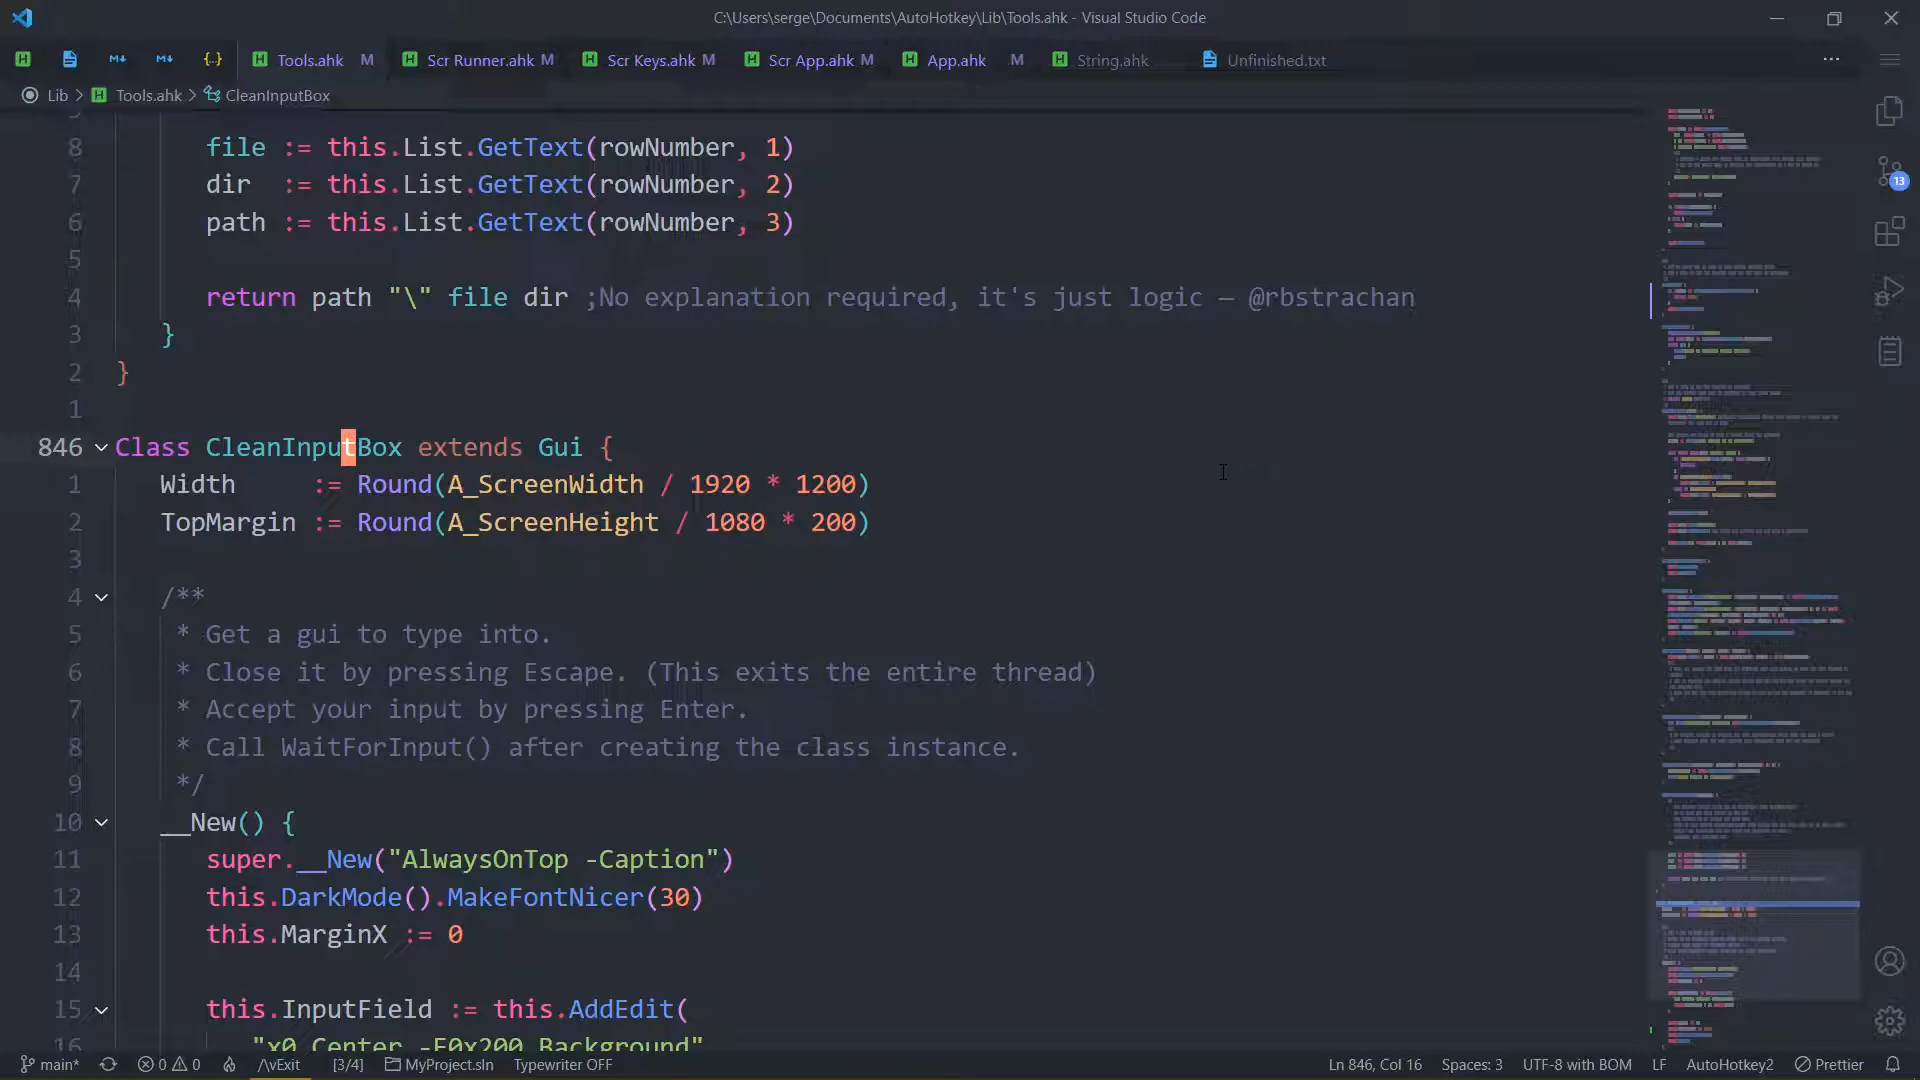 C:\Users\serge\Documents\AutoHotkey\Lib\Tools.ahk - Visual Studio Code
Tools.ahk M Scr Runner.ahk M Scr Keys.ahk M Scr App.ahk M App.ahk M String.ahk Unfinished.txt
Lib > Tools.ahk > CleanInputBox
8 file := this.List.GetText(rowNumber, 1)
7 dir := this.List.GetText(rowNumber, 2)
6 path := this.List.GetText(rowNumber, 3)
5
4 return path "\" file dir ;No explanation required, it's just logic — @rbstrachan
3 }
2 }
1
846 Class CleanInputBox extends Gui {
1 Width := Round(A_ScreenWidth / 1920 * 1200)
2 TopMargin := Round(A_ScreenHeight / 1080 * 200)
3
4 /**
5 * Get a gui to type into.
6 * Close it by pressing Escape. (This exits the entire thread)
7 * Accept your input by pressing Enter.
8 * Call WaitForInput() after creating the class instance.
9 */
10 __New() {
11 super.__New("AlwaysOnTop -Caption")
12 this.DarkMode().MakeFontNicer(30)
13 this.MarginX := 0
14
15 this.InputField := this.AddEdit(
16 "x0 Center -E0x200 Background"
13
main* 0 0 /\vExit [3/4] MyProject.sln Typewriter OFF Ln 846, Col 16 Spaces: 3 UTF-8 with BOM LF AutoHotkey2 Prettier